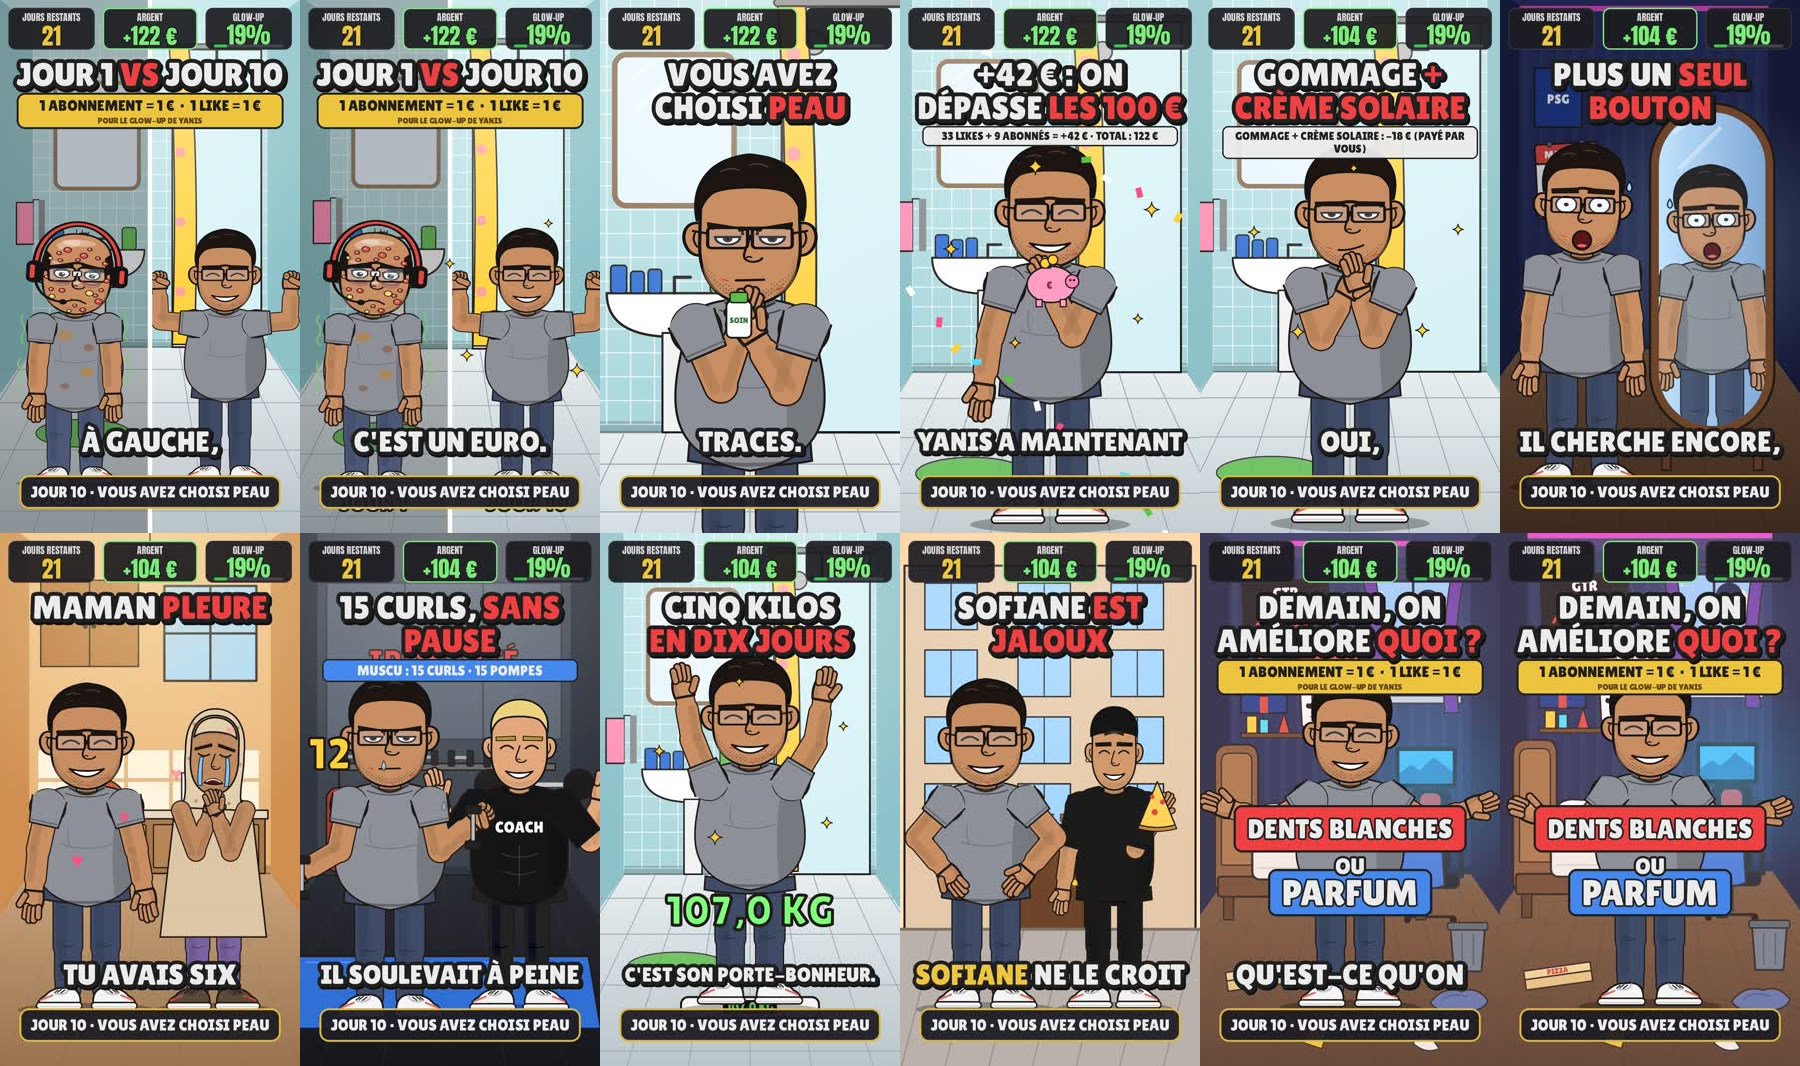 JOURS RESTANTS
21
ARGENT
+122 €
GLOW-UP
19%
JOUR 1 VS JOUR 10
1 ABONNEMENT = 1 € · 1 LIKE = 1 €
POUR LE GLOW-UP DE YANIS
À GAUCHE,
JOUR 10 · VOUS AVEZ CHOISI PEAU
JOURS RESTANTS
21
ARGENT
+122 €
GLOW-UP
19%
JOUR 1 VS JOUR 10
1 ABONNEMENT = 1 € · 1 LIKE = 1 €
POUR LE GLOW-UP DE YANIS
C'EST UN EURO.
JOUR 10 · VOUS AVEZ CHOISI PEAU
JOURS RESTANTS
21
ARGENT
+122 €
GLOW-UP
19%
VOUS AVEZ
CHOISI PEAU
SOIN
TRACES.
JOUR 10 · VOUS AVEZ CHOISI PEAU
JOURS RESTANTS
21
ARGENT
+122 €
GLOW-UP
19%
+42 € : ON
DÉPASSE LES 100 €
33 LIKES + 9 ABONNÉS = +42 € · TOTAL : 122 €
€
YANIS A MAINTENANT
JOUR 10 · VOUS AVEZ CHOISI PEAU
JOURS RESTANTS
21
ARGENT
+104 €
GLOW-UP
19%
GOMMAGE +
CRÈME SOLAIRE
GOMMAGE + CRÈME SOLAIRE : -18 € (PAYÉ PAR
VOUS)
OUI,
JOUR 10 · VOUS AVEZ CHOISI PEAU
JOURS RESTANTS
21
ARGENT
+104 €
GLOW-UP
19%
PLUS UN SEUL
BOUTON
PSG
IL CHERCHE ENCORE,
JOUR 10 · VOUS AVEZ CHOISI PEAU
JOURS RESTANTS
21
ARGENT
+104 €
GLOW-UP
19%
MAMAN PLEURE
TU AVAIS SIX
JOUR 10 · VOUS AVEZ CHOISI PEAU
JOURS RESTANTS
21
ARGENT
+104 €
GLOW-UP
19%
15 CURLS, SANS
PAUSE
MUSCU : 15 CURLS · 15 POMPES
12
COACH
IL SOULEVAIT À PEINE
JOUR 10 · VOUS AVEZ CHOISI PEAU
JOURS RESTANTS
21
ARGENT
+104 €
GLOW-UP
19%
CINQ KILOS
EN DIX JOURS
107,0 KG
C'EST SON PORTE-BONHEUR.
JOUR 10 · VOUS AVEZ CHOISI PEAU
JOURS RESTANTS
21
ARGENT
+104 €
GLOW-UP
19%
SOFIANE EST
JALOUX
SOFIANE NE LE CROIT
JOUR 10 · VOUS AVEZ CHOISI PEAU
JOURS RESTANTS
21
ARGENT
+104 €
GLOW-UP
19%
DEMAIN, ON
AMÉLIORE QUOI ?
1 ABONNEMENT = 1 € · 1 LIKE = 1 €
POUR LE GLOW-UP DE YANIS
DENTS BLANCHES
OU
PARFUM
QU'EST-CE QU'ON
JOUR 10 · VOUS AVEZ CHOISI PEAU
JOURS RESTANTS
21
ARGENT
+104 €
GLOW-UP
19%
GTR
DEMAIN, ON
AMÉLIORE QUOI ?
1 ABONNEMENT = 1 € · 1 LIKE = 1 €
POUR LE GLOW-UP DE YANIS
DENTS BLANCHES
OU
PARFUM
PIZZA
JOUR 10 · VOUS AVEZ CHOISI PEAU